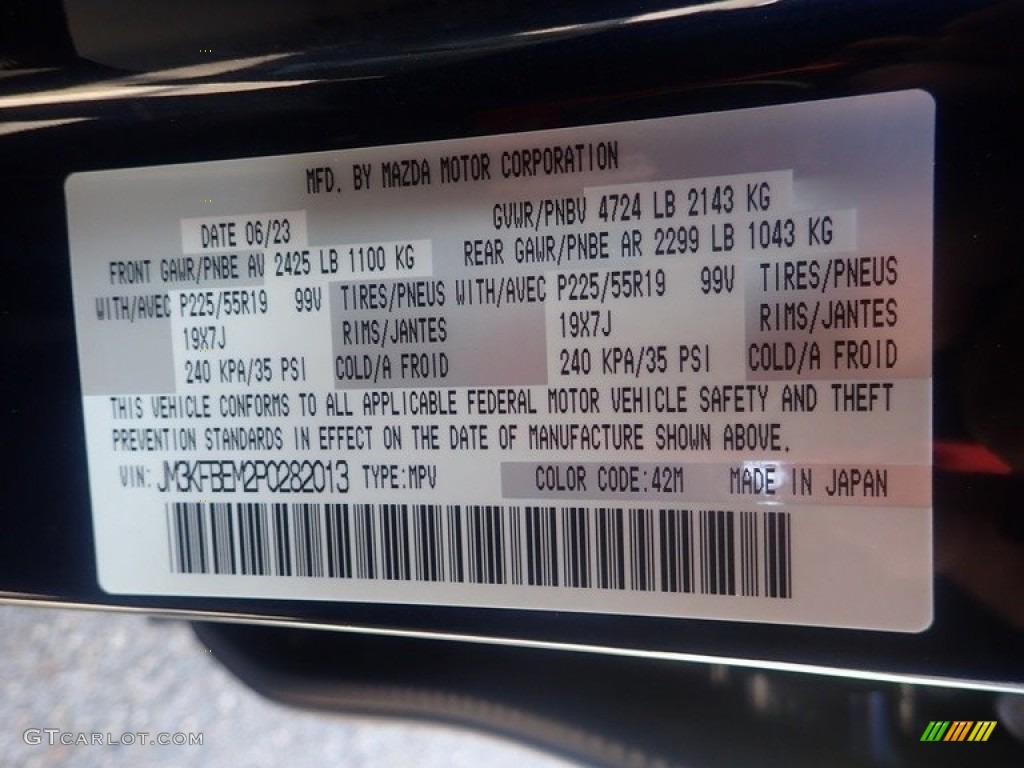 MFD. BY MAZDA MOTOR CORPORATION
DATE 06/23 GVWR/PNBV 4724 LB 2143 KG
FRONT GAWR/PNBE AV 2425 LB 1100 KG REAR GAWR/PNBE AR 2299 LB 1043 KG
WITH/AVEC P225/55R19 99V TIRES/PNEUS WITH/AVEC P225/55R19 99V TIRES/PNEUS
19X7J RIMS/JANTES 19X7J RIMS/JANTES
240 KPA/35 PSI COLD/A FROID 240 KPA/35 PSI COLD/A FROID
THIS VEHICLE CONFORMS TO ALL APPLICABLE FEDERAL MOTOR VEHICLE SAFETY AND THEFT
PREVENTION STANDARDS IN EFFECT ON THE DATE OF MANUFACTURE SHOWN ABOVE.
VIN: JM3KFBEM2P0282013 TYPE:MPV COLOR CODE:42M MADE IN JAPAN
GTCARLOT.COM